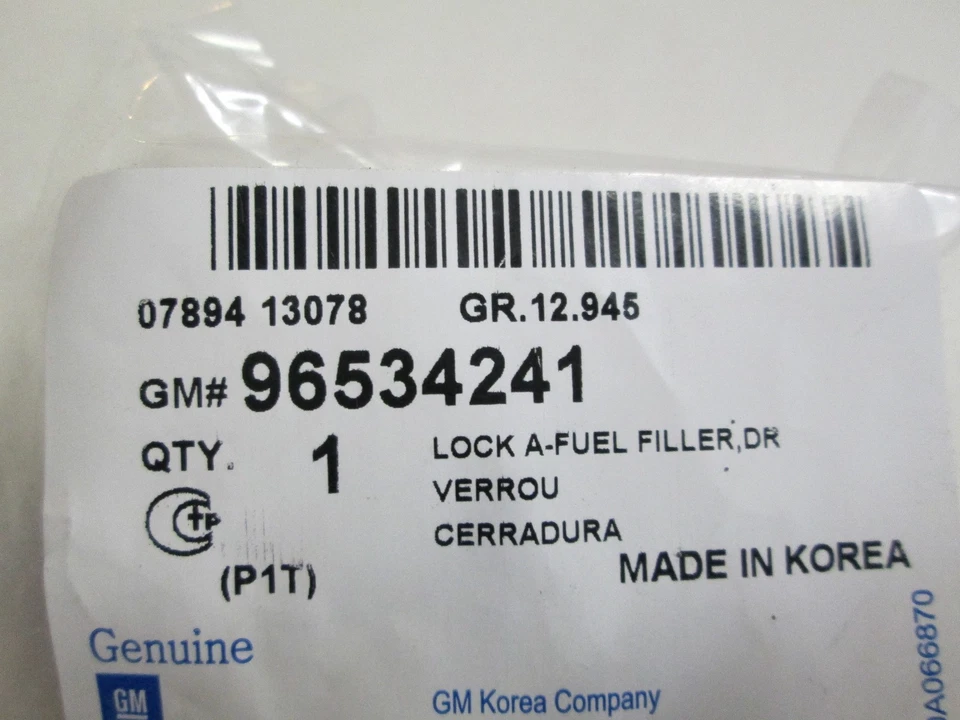 07894 13078 GR.12.945
GM# 96534241
QTY. 1
LOCK A-FUEL FILLER,DR
VERROU
CERRADURA
MADE IN KOREA
(P1T)
Genuine
GM
GM Korea Company
A066870